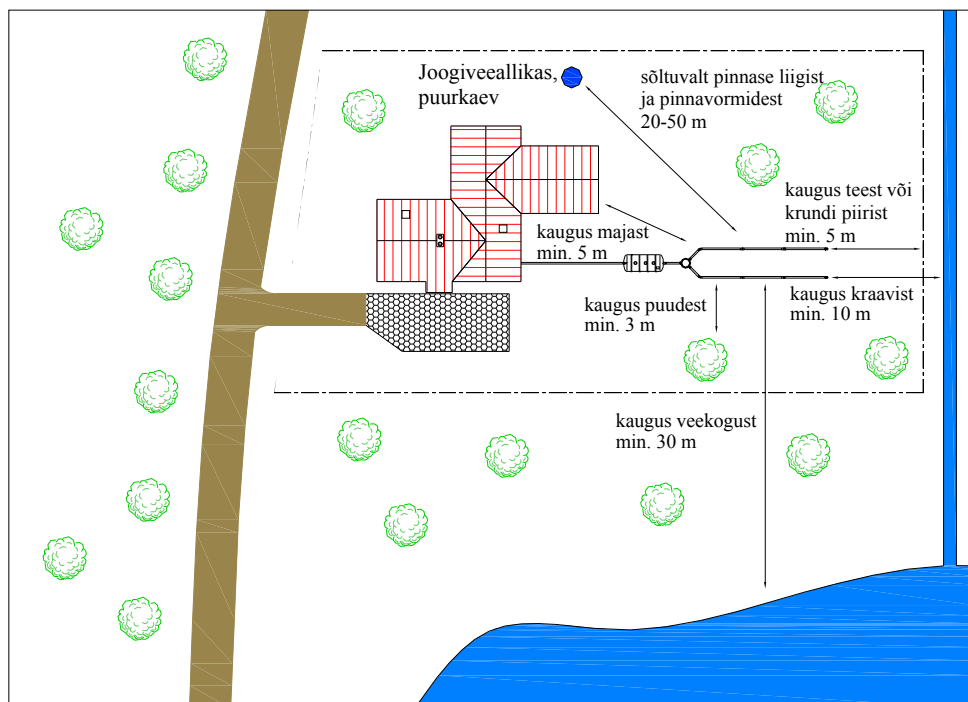 Joogiveeallikas,
puurkaev
sõltuvalt pinnase liigist
ja pinnavormidest
20-50 m
kaugus majast
min. 5 m
kaugus teest või
krundi piirist
min. 5 m
kaugus puudest
min. 3 m
kaugus kraavist
min. 10 m
kaugus veekogust
min. 30 m